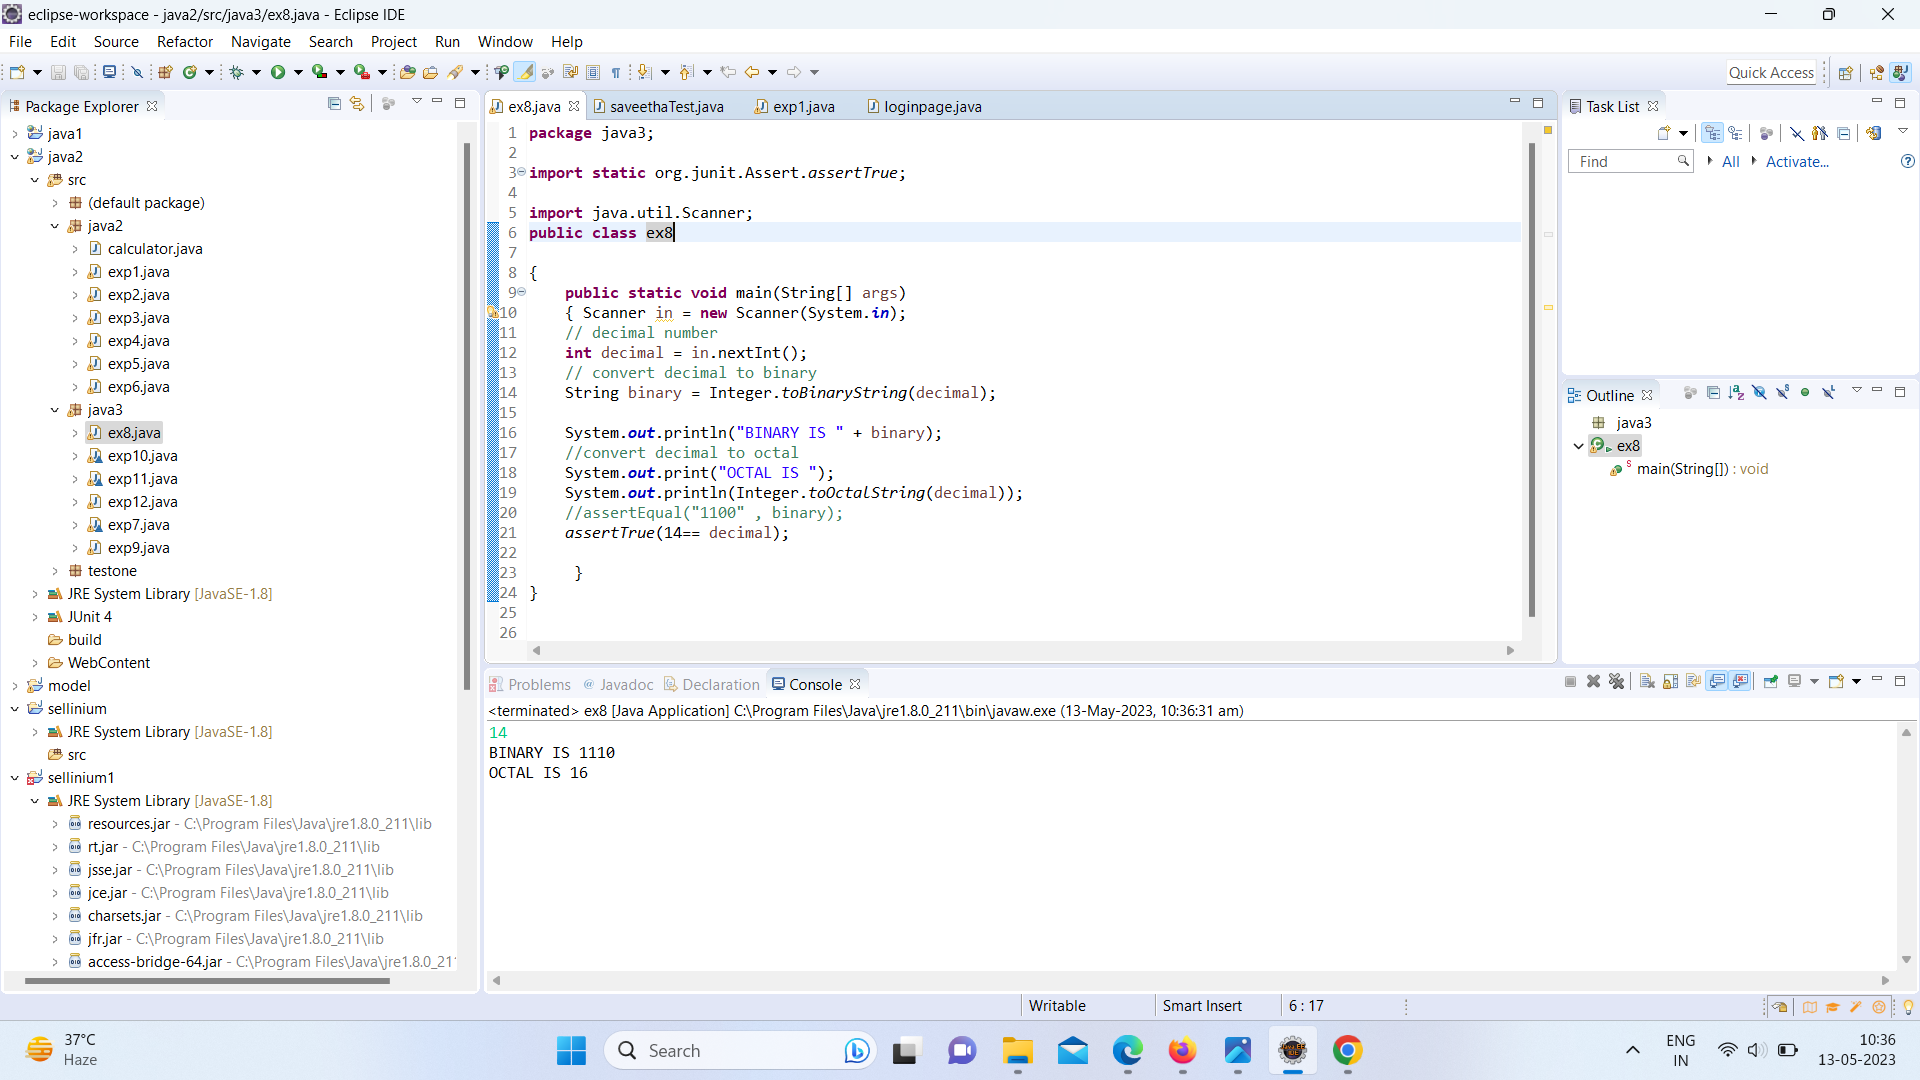 eclipse-workspace - java2/src/java3/ex8.java - Eclipse IDE
File Edit Source Refactor Navigate Search Project Run Window Help
Quick Access
Package Explorer
java1
java2
src
(default package)
java2
calculator.java
exp1.java
exp2.java
exp3.java
exp4.java
exp5.java
exp6.java
java3
ex8.java
exp10.java
exp11.java
exp12.java
exp7.java
exp9.java
testone
JRE System Library [JavaSE-1.8]
JUnit 4
build
WebContent
model
sellinium
JRE System Library [JavaSE-1.8]
src
sellinium1
JRE System Library [JavaSE-1.8]
resources.jar - C:\Program Files\Java\jre1.8.0_211\lib
rt.jar - C:\Program Files\Java\jre1.8.0_211\lib
jsse.jar - C:\Program Files\Java\jre1.8.0_211\lib
jce.jar - C:\Program Files\Java\jre1.8.0_211\lib
charsets.jar - C:\Program Files\Java\jre1.8.0_211\lib
jfr.jar - C:\Program Files\Java\jre1.8.0_211\lib
access-bridge-64.jar - C:\Program Files\Java\jre1.8.0_21
ex8.java saveethaTest.java exp1.java loginpage.java
1 package java3;
2
3 import static org.junit.Assert.assertTrue;
4
5 import java.util.Scanner;
6 public class ex8
7
8 {
9 public static void main(String[] args)
10 { Scanner in = new Scanner(System.in);
11 // decimal number
12 int decimal = in.nextInt();
13 // convert decimal to binary
14 String binary = Integer.toBinaryString(decimal);
15
16 System.out.println("BINARY IS " + binary);
17 //convert decimal to octal
18 System.out.print("OCTAL IS ");
19 System.out.println(Integer.toOctalString(decimal));
20 //assertEqual("1100" , binary);
21 assertTrue(14== decimal);
22
23 }
24 }
25
26
Task List
Find All Activate...
Outline
java3
ex8
main(String[]) : void
Problems @ Javadoc Declaration Console
<terminated> ex8 [Java Application] C:\Program Files\Java\jre1.8.0_211\bin\javaw.exe (13-May-2023, 10:36:31 am)
14
BINARY IS 1110
OCTAL IS 16
Writable Smart Insert 6 : 17
37°C
Haze
Search
ENG
IN
10:36
13-05-2023